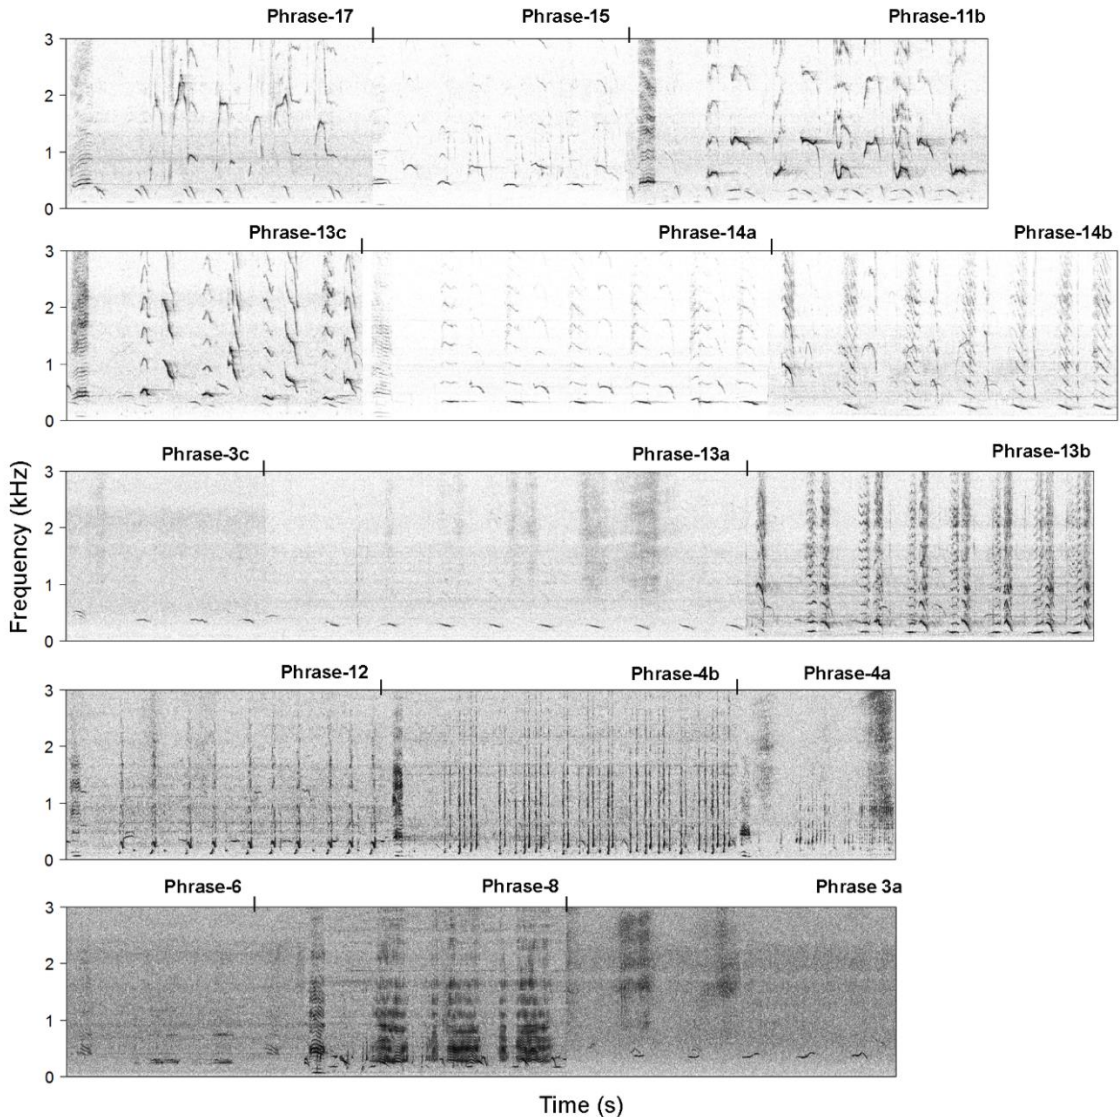 Phrase-17 Phrase-15 Phrase-11b
3
2
1
0
Phrase-13c Phrase-14a Phrase-14b
3
2
1
0
Phrase-3c Phrase-13a Phrase-13b
3
2
1
0
Frequency (kHz)
Phrase-12 Phrase-4b Phrase-4a
3
2
1
0
Phrase-6 Phrase-8 Phrase 3a
3
2
1
0
Time (s)